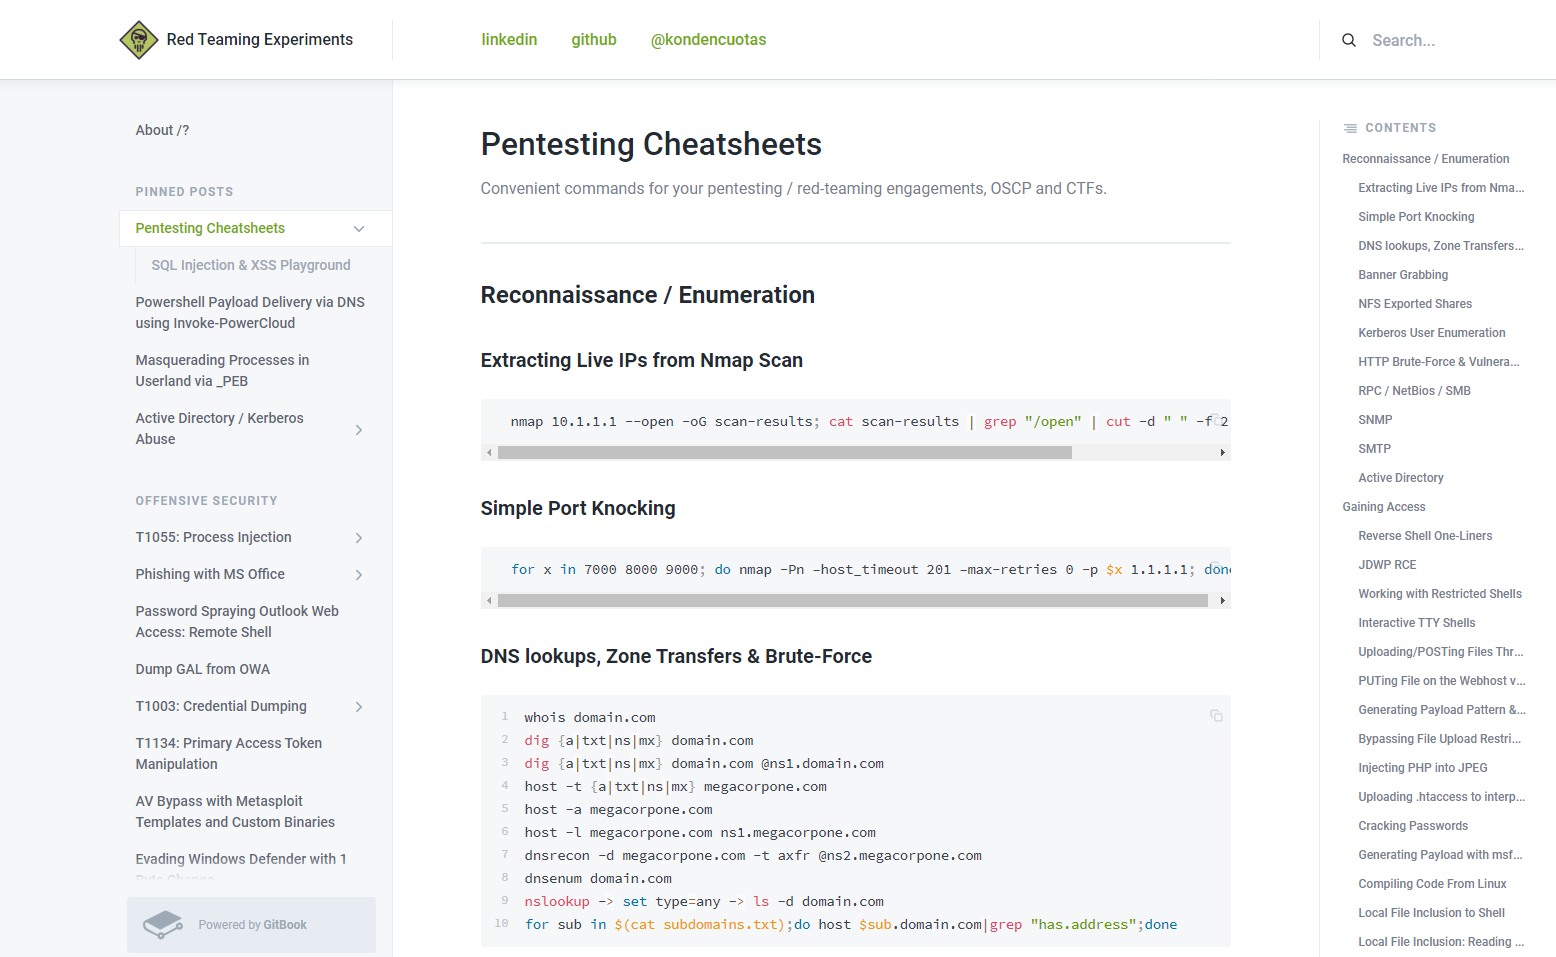 Red Teaming Experiments
linkedin
github
@kondencuotas
Search...
About /?
PINNED POSTS
Pentesting Cheatsheets
SQL Injection & XSS Playground
Powershell Payload Delivery via DNS
using Invoke-PowerCloud
Masquerading Processes in
Userland via _PEB
Active Directory / Kerberos
Abuse
OFFENSIVE SECURITY
T1055: Process Injection
Phishing with MS Office
Password Spraying Outlook Web
Access: Remote Shell
Dump GAL from OWA
T1003: Credential Dumping
T1134: Primary Access Token
Manipulation
AV Bypass with Metasploit
Templates and Custom Binaries
Evading Windows Defender with 1
Byte Change
Powered by GitBook
Pentesting Cheatsheets
Convenient commands for your pentesting / red-teaming engagements, OSCP and CTFs.
Reconnaissance / Enumeration
Extracting Live IPs from Nmap Scan
nmap 10.1.1.1 --open -oG scan-results; cat scan-results | grep "/open" | cut -d " " -f 2
Simple Port Knocking
for x in 7000 8000 9000; do nmap -Pn –host_timeout 201 –max-retries 0 -p $x 1.1.1.1; done
DNS lookups, Zone Transfers & Brute-Force
1 whois domain.com
2 dig {a|txt|ns|mx} domain.com
3 dig {a|txt|ns|mx} domain.com @ns1.domain.com
4 host -t {a|txt|ns|mx} megacorpone.com
5 host -a megacorpone.com
6 host -l megacorpone.com ns1.megacorpone.com
7 dnsrecon -d megacorpone.com -t axfr @ns2.megacorpone.com
8 dnsenum domain.com
9 nslookup -> set type=any -> ls -d domain.com
10 for sub in $(cat subdomains.txt);do host $sub.domain.com|grep "has.address";done
CONTENTS
Reconnaissance / Enumeration
Extracting Live IPs from Nma...
Simple Port Knocking
DNS lookups, Zone Transfers...
Banner Grabbing
NFS Exported Shares
Kerberos User Enumeration
HTTP Brute-Force & Vulnera...
RPC / NetBios / SMB
SNMP
SMTP
Active Directory
Gaining Access
Reverse Shell One-Liners
JDWP RCE
Working with Restricted Shells
Interactive TTY Shells
Uploading/POSTing Files Thr...
PUTing File on the Webhost v...
Generating Payload Pattern &...
Bypassing File Upload Restri...
Injecting PHP into JPEG
Uploading .htaccess to interp...
Cracking Passwords
Generating Payload with msf...
Compiling Code From Linux
Local File Inclusion to Shell
Local File Inclusion: Reading ...